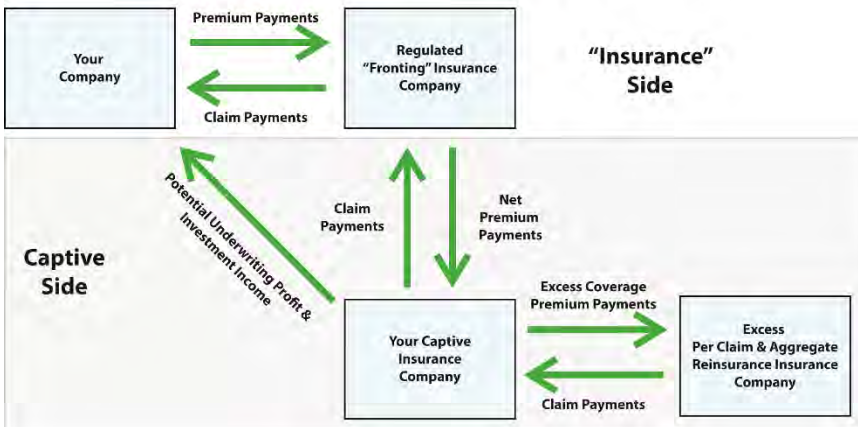 Premium Payments
Your
Company
Regulated
“Fronting” Insurance
Company
“Insurance”
Side
Claim Payments
Potential Underwriting Profit &
Investment Income
Claim
Payments
Net
Premium
Payments
Captive
Side
Excess Coverage
Premium Payments
Your Captive
Insurance
Company
Excess
Per Claim & Aggregate
Reinsurance Insurance
Company
Claim Payments